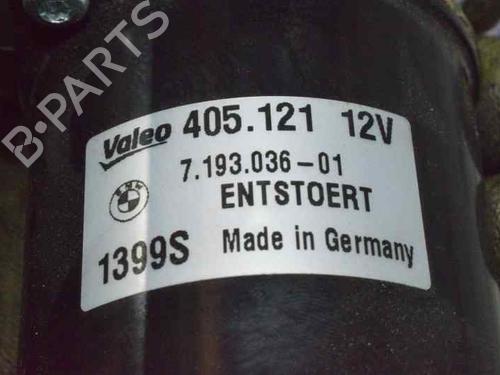 B-PARTS
Valeo 405.121 12V
7.193.036-01
BMW
ENTSTOERT
1399S Made in Germany